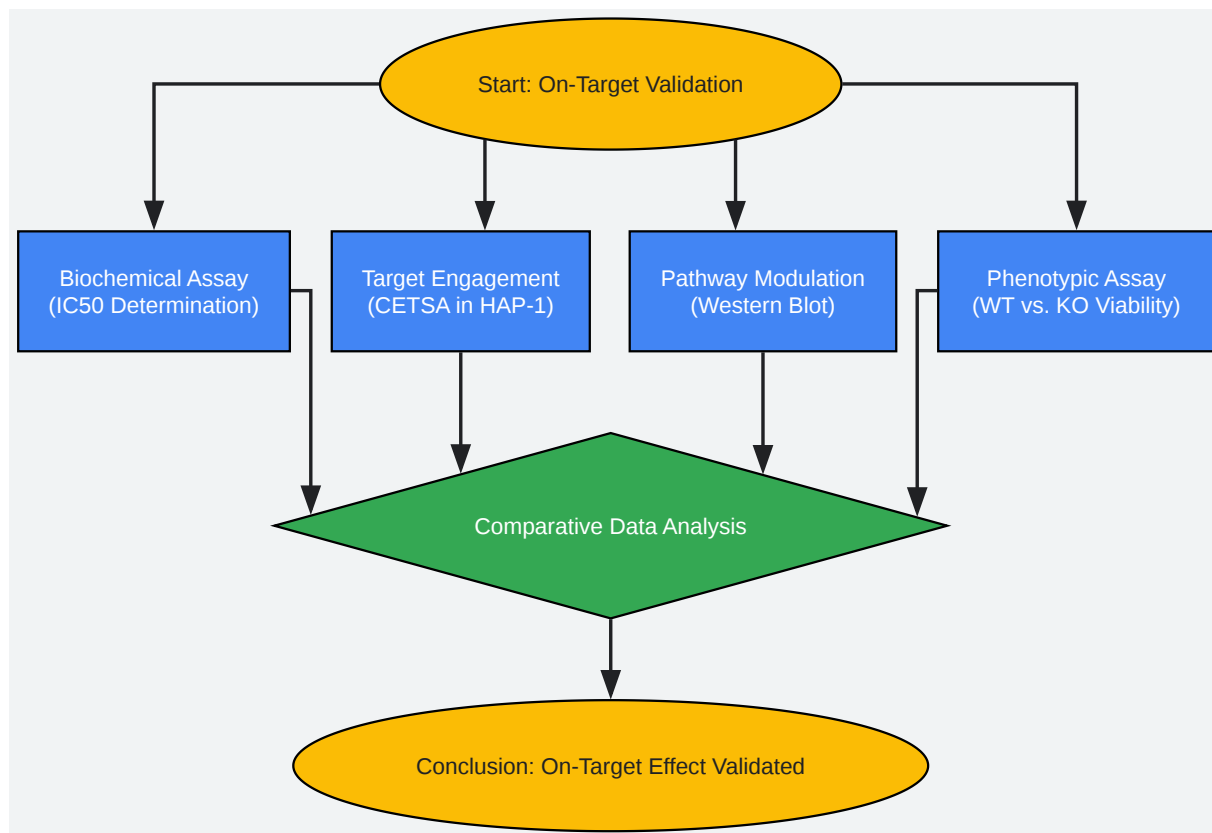 Start: On-Target Validation
Biochemical Assay
(IC50 Determination)
Target Engagement
(CETSA in HAP-1)
Pathway Modulation
(Western Blot)
Phenotypic Assay
(WT vs. KO Viability)
Comparative Data Analysis
Conclusion: On-Target Effect Validated